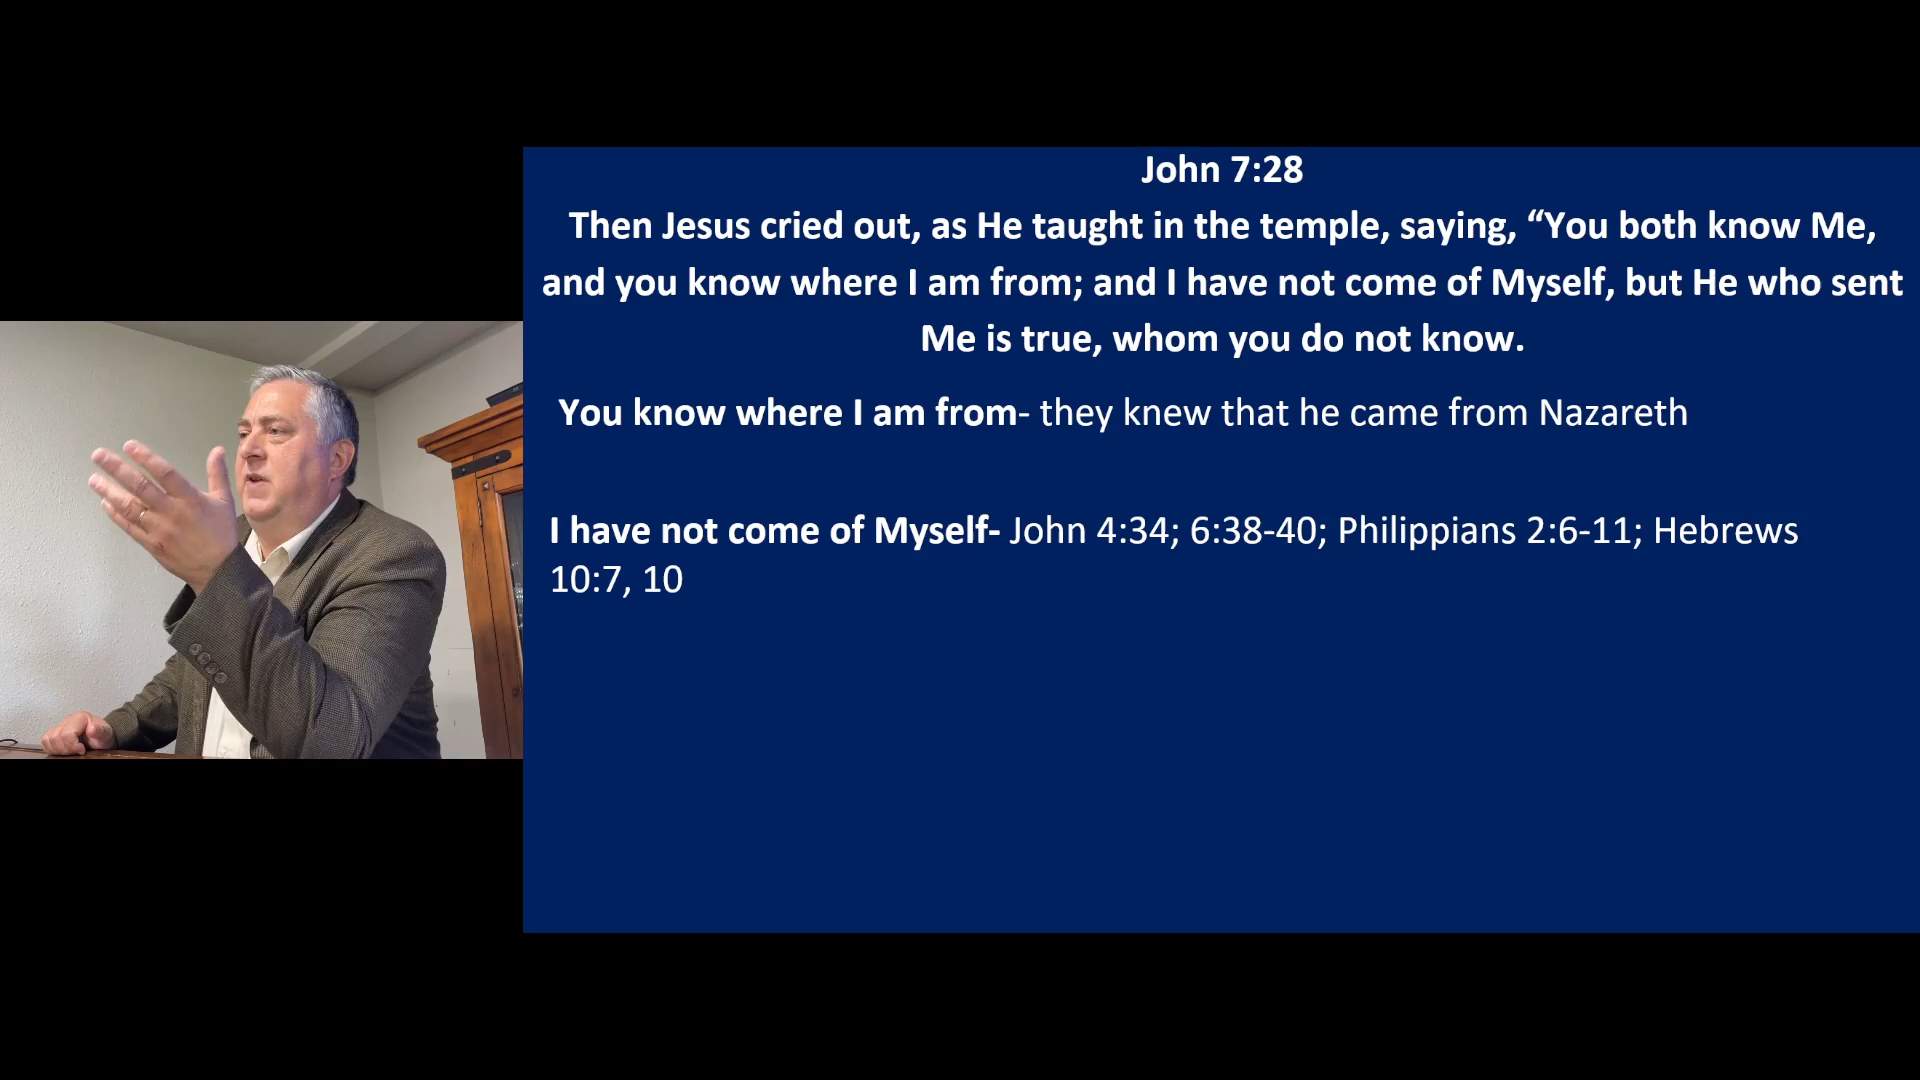 John 7:28
Then Jesus cried out, as He taught in the temple, saying, “You both know Me,
and you know where I am from; and I have not come of Myself, but He who sent
Me is true, whom you do not know.
You know where I am from- they knew that he came from Nazareth
I have not come of Myself- John 4:34; 6:38-40; Philippians 2:6-11; Hebrews
10:7, 10